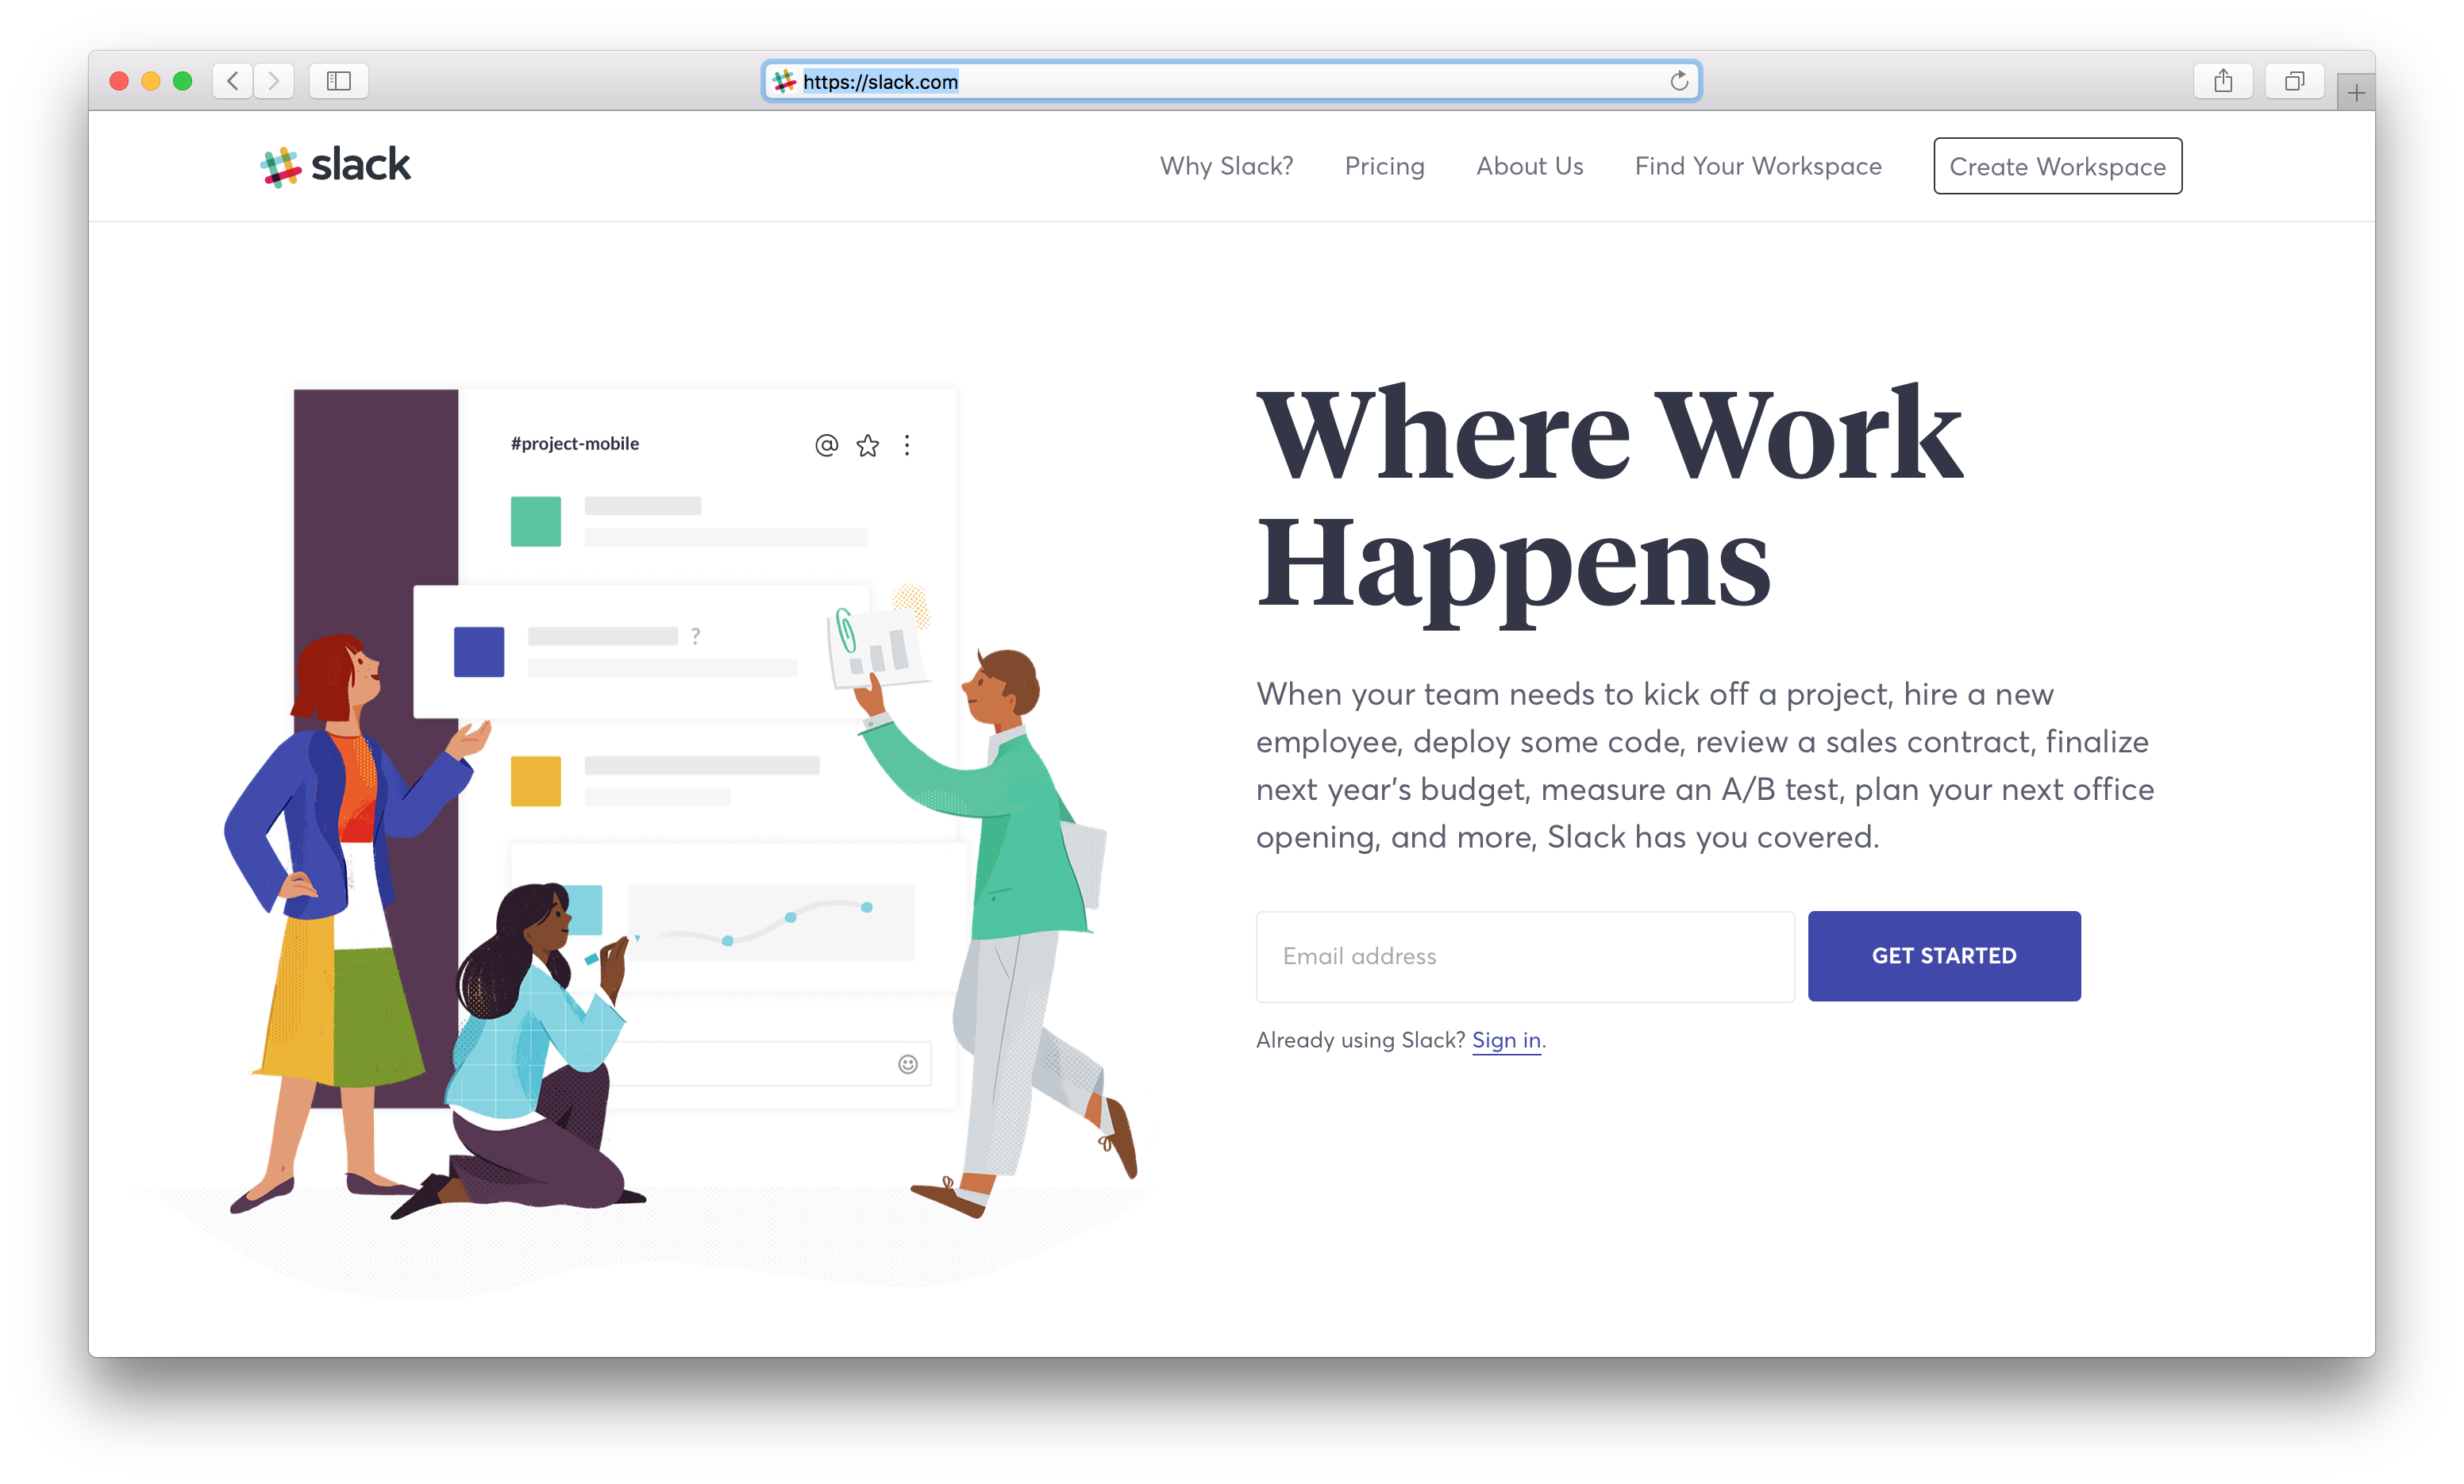 https://slack.com
slack
Why Slack? Pricing About Us Find Your Workspace Create Workspace
#project-mobile
?
Where Work
Happens
When your team needs to kick off a project, hire a new
employee, deploy some code, review a sales contract, finalize
next year’s budget, measure an A/B test, plan your next office
opening, and more, Slack has you covered.
Email address
GET STARTED
Already using Slack? Sign in.